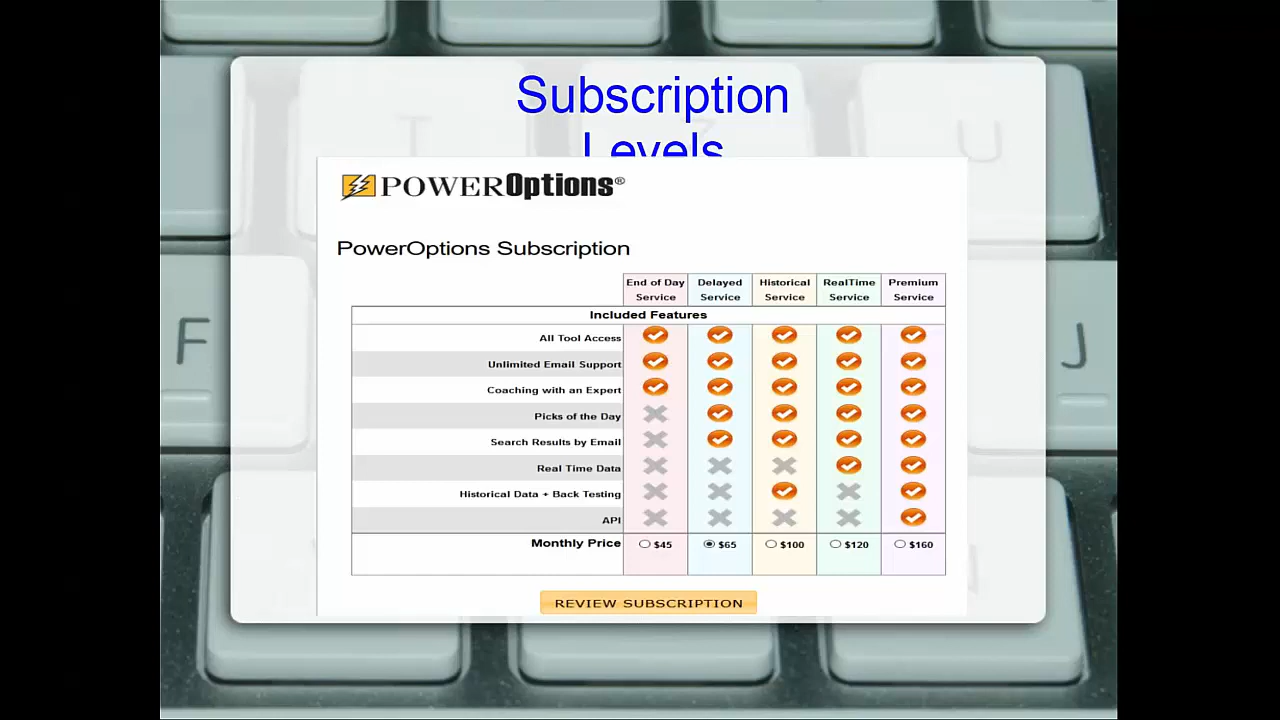 Subscription
Levels
POWEROptions®
PowerOptions Subscription
End of Day Service Delayed Service Historical Service RealTime Service Premium Service
Included Features
All Tool Access
Unlimited Email Support
Coaching with an Expert
Picks of the Day
Search Results by Email
Real Time Data
Historical Data + Back Testing
API
Monthly Price $45 $65 $100 $120 $160
REVIEW SUBSCRIPTION
T U
F J